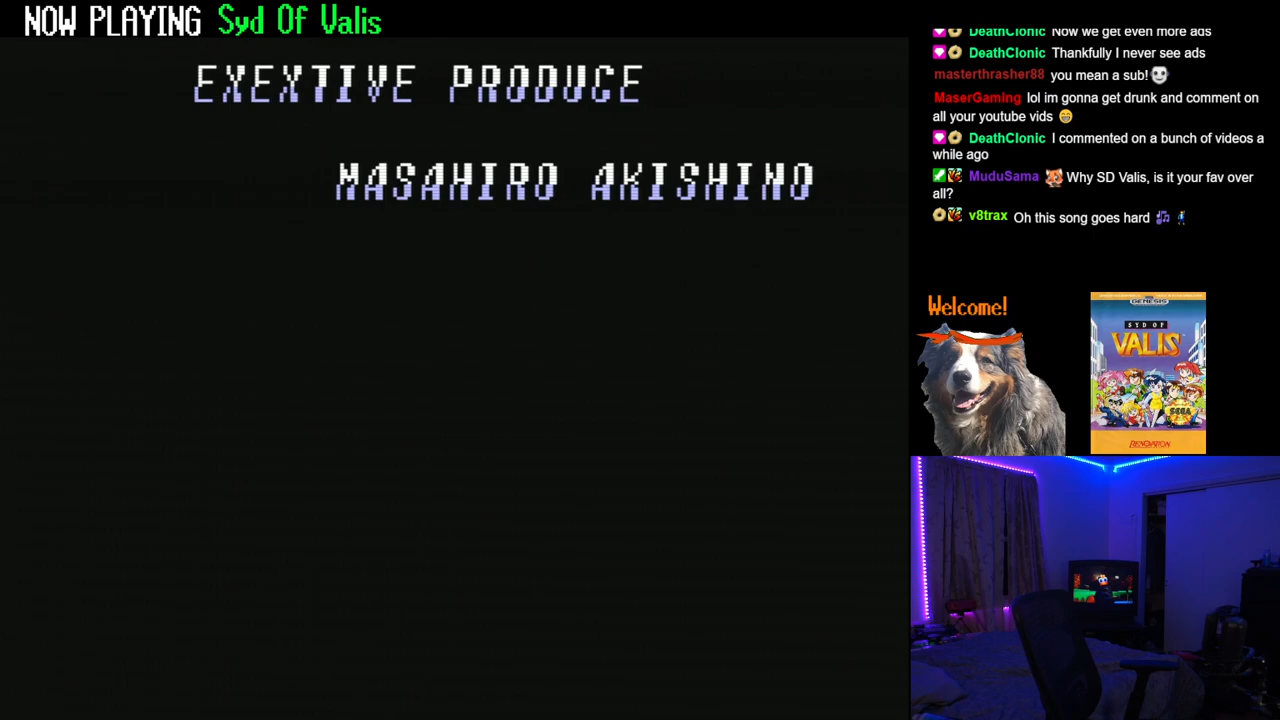 NOW PLAYING Syd Of Valis
EXEXTIVE PRODUCE
MASAHIRO AKISHINO
DeathClonic Now we get even more ads
DeathClonic Thankfully I never see ads
masterthrasher88 you mean a sub!
MaserGaming lol im gonna get drunk and comment on
all your youtube vids
DeathClonic I commented on a bunch of videos a
while ago
MuduSama Why SD Valis, is it your fav over
all?
v8trax Oh this song goes hard
Welcome!
GENESIS
SYD OF
VALIS
SEGA
RENOVATION